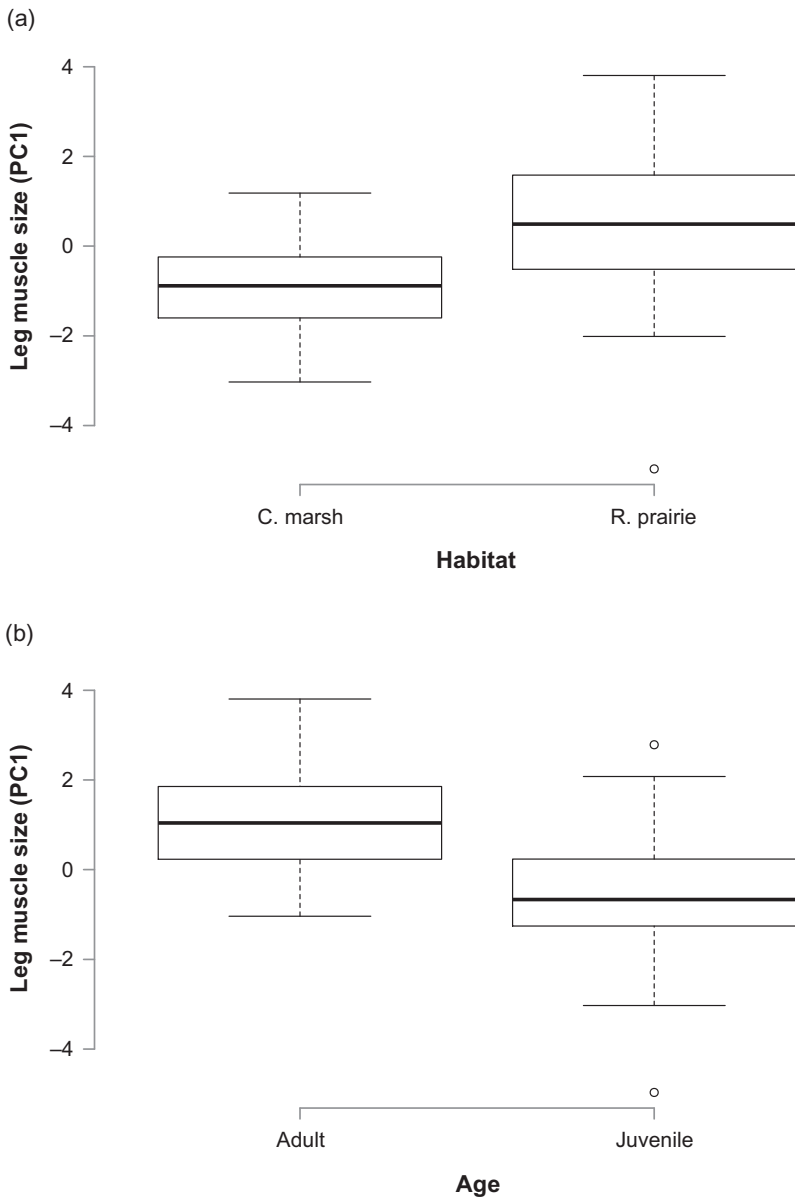 (a)
Leg muscle size (PC1)
4
2
0
–2
–4
C. marsh R. prairie
Habitat
(b)
Leg muscle size (PC1)
4
2
0
–2
–4
Adult Juvenile
Age